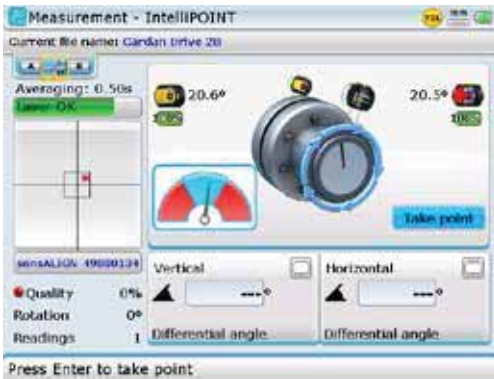 Measurement - IntelliPOINT
Current file name: Cardan Drive 2B
Averaging: 0.50s
Laser OK
20.6°
20.5°
Take point
sensALIGN 49000134
Vertical
Horizontal
Quality 0%
Rotation 0°
Readings 1
---°
---°
Differential angle
Differential angle
Press Enter to take point